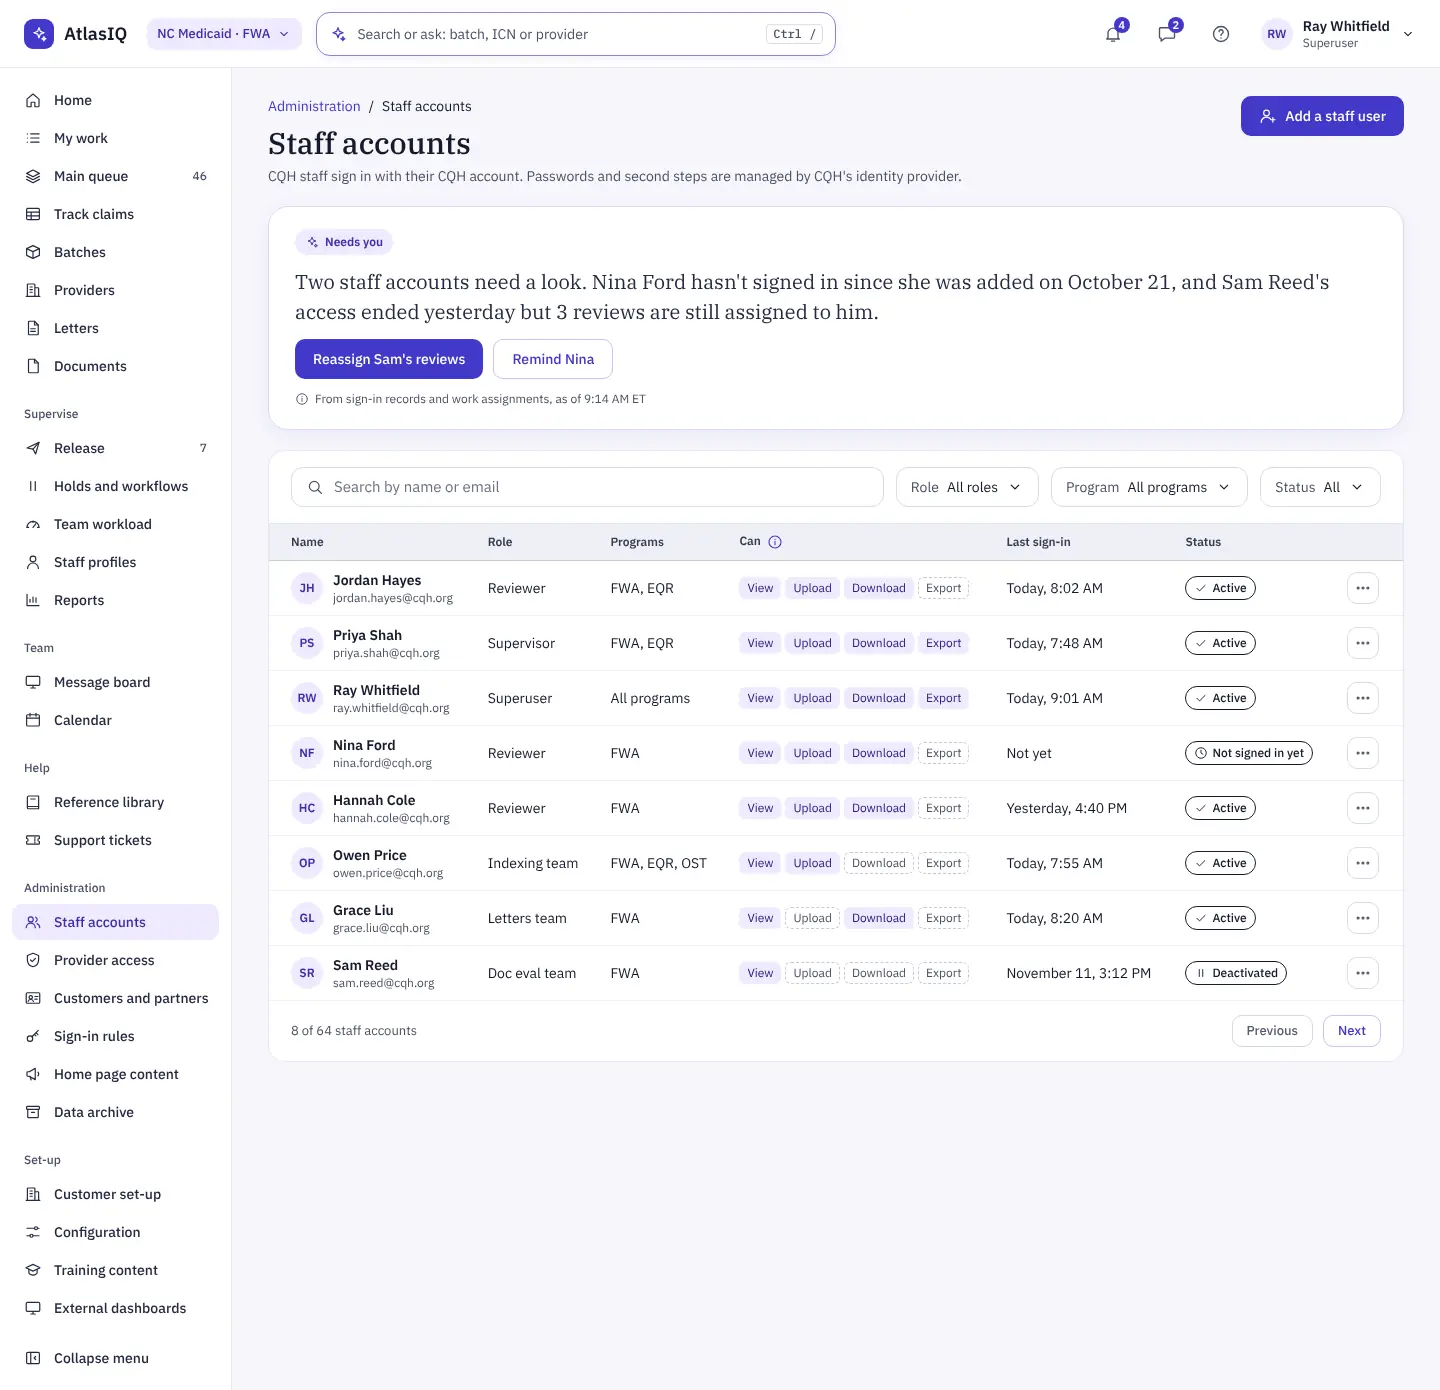 AtlasIQ
NC Medicaid · FWA
Search or ask: batch, ICN or provider
Ctrl /
4
2
RW
Ray Whitfield
Superuser
Home
My work
Main queue 46
Track claims
Batches
Providers
Letters
Documents
Supervise
Release 7
Holds and workflows
Team workload
Staff profiles
Reports
Team
Message board
Calendar
Help
Reference library
Support tickets
Administration
Staff accounts
Provider access
Customers and partners
Sign-in rules
Home page content
Data archive
Set-up
Customer set-up
Configuration
Training content
External dashboards
Collapse menu
Administration / Staff accounts
Staff accounts
CQH staff sign in with their CQH account. Passwords and second steps are managed by CQH's identity provider.
Add a staff user
Needs you
Two staff accounts need a look. Nina Ford hasn't signed in since she was added on October 21, and Sam Reed's
access ended yesterday but 3 reviews are still assigned to him.
Reassign Sam's reviews
Remind Nina
From sign-in records and work assignments, as of 9:14 AM ET
Search by name or email
Role All roles
Program All programs
Status All
Name Role Programs Can Last sign-in Status
JH Jordan Hayes Reviewer FWA, EQR View Upload Download Export Today, 8:02 AM Active
jordan.hayes@cqh.org
PS Priya Shah Supervisor FWA, EQR View Upload Download Export Today, 7:48 AM Active
priya.shah@cqh.org
RW Ray Whitfield Superuser All programs View Upload Download Export Today, 9:01 AM Active
ray.whitfield@cqh.org
NF Nina Ford Reviewer FWA View Upload Download Export Not yet Not signed in yet
nina.ford@cqh.org
HC Hannah Cole Reviewer FWA View Upload Download Export Yesterday, 4:40 PM Active
hannah.cole@cqh.org
OP Owen Price Indexing team FWA, EQR, OST View Upload Download Export Today, 7:55 AM Active
owen.price@cqh.org
GL Grace Liu Letters team FWA View Upload Download Export Today, 8:20 AM Active
grace.liu@cqh.org
SR Sam Reed Doc eval team FWA View Upload Download Export November 11, 3:12 PM Deactivated
sam.reed@cqh.org
8 of 64 staff accounts
Previous
Next